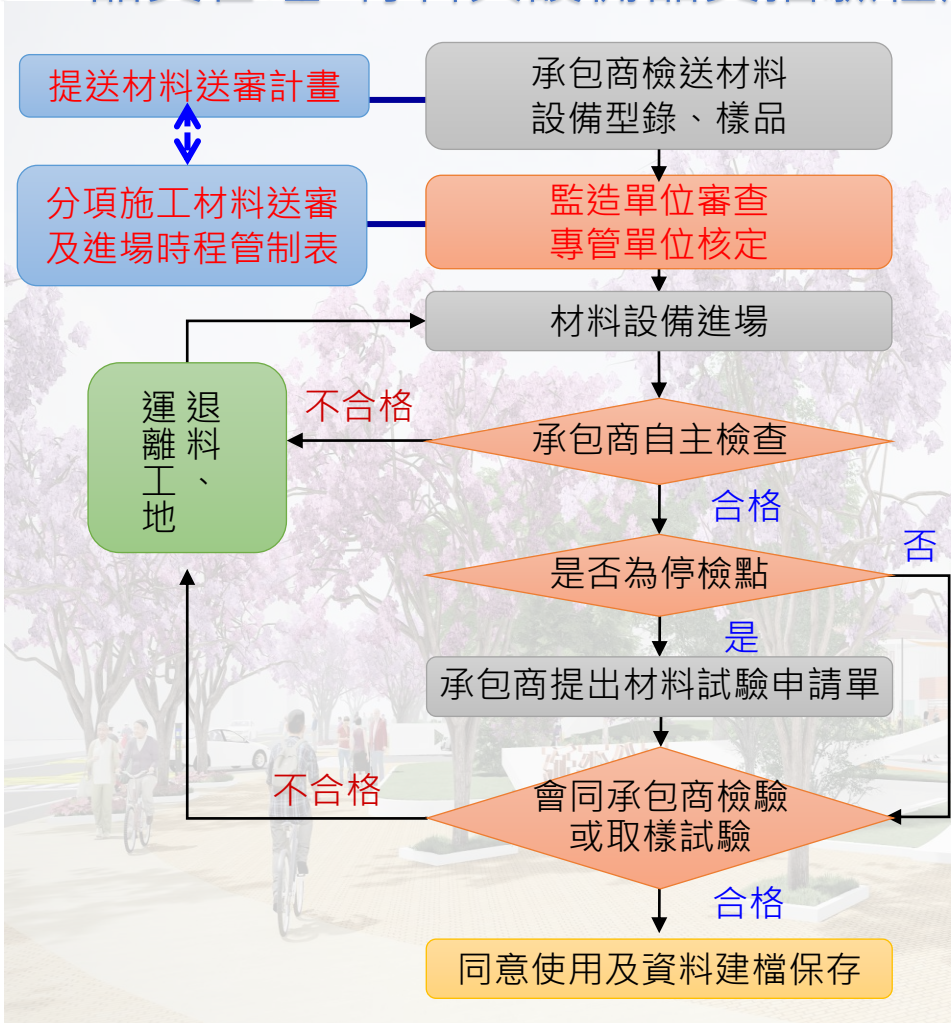 提送材料送審計畫
承包商檢送材料
設備型錄、樣品
分項施工材料送審
及進場時程管制表
監造單位審查
專管單位核定
材料設備進場
退料、
運離工地
不合格
承包商自主檢查
合格
是否為停檢點
否
是
承包商提出材料試驗申請單
不合格
會同承包商檢驗
或取樣試驗
合格
同意使用及資料建檔保存